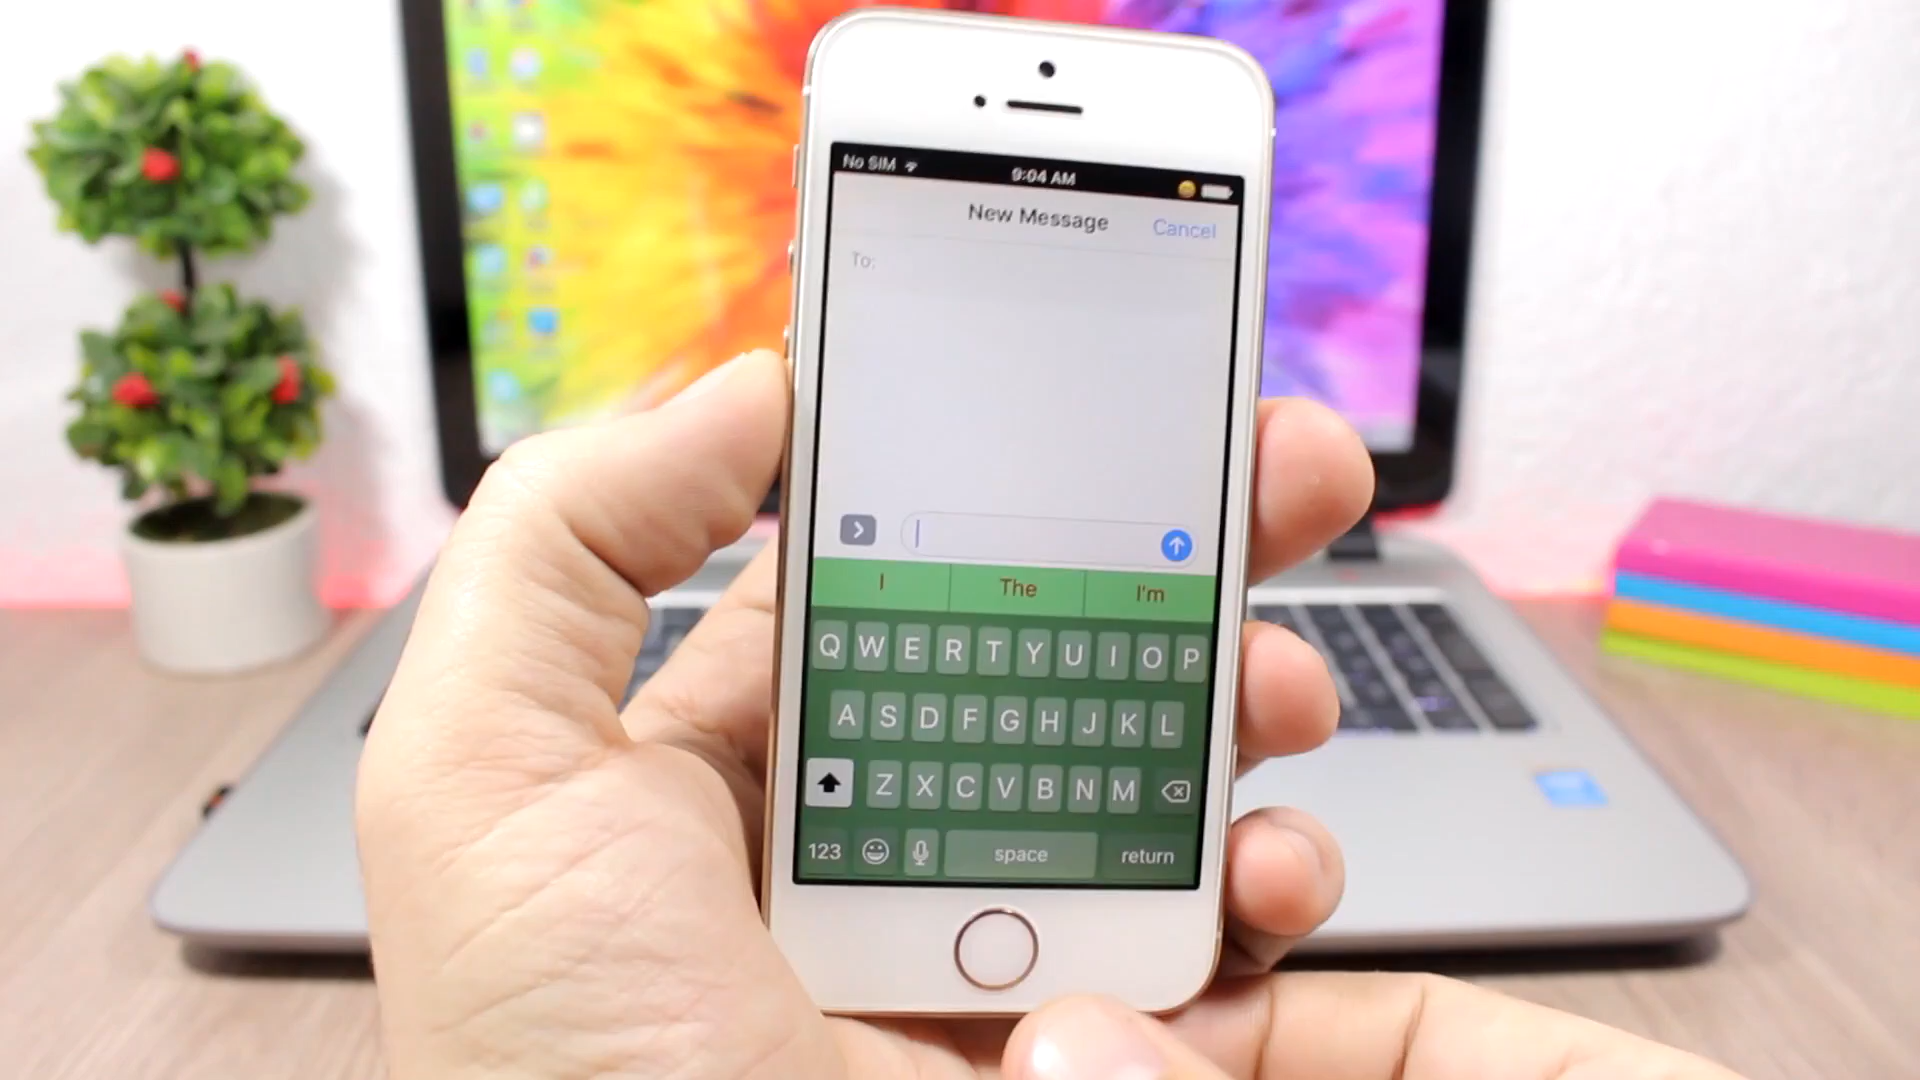 No SIM 9:04 AM
New Message Cancel
To:
I The I'm
Q W E R T Y U I O P
A S D F G H J K L
Z X C V B N M
123 space return